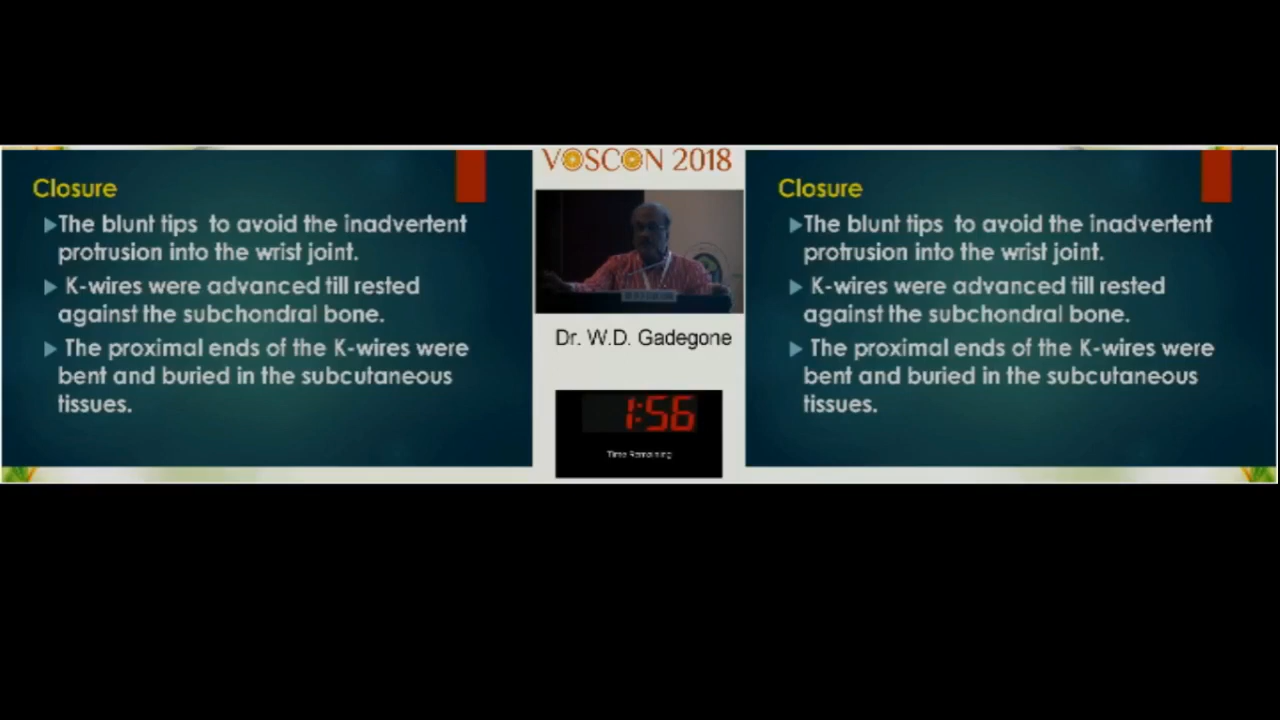 Closure
The blunt tips to avoid the inadvertent
protrusion into the wrist joint.
K-wires were advanced till rested
against the subchondral bone.
The proximal ends of the K-wires were
bent and buried in the subcutaneous
tissues.
VOSCON 2018
Dr. W.D. Gadegone
1:56
Time Remaining
Closure
The blunt tips to avoid the inadvertent
protrusion into the wrist joint.
K-wires were advanced till rested
against the subchondral bone.
The proximal ends of the K-wires were
bent and buried in the subcutaneous
tissues.